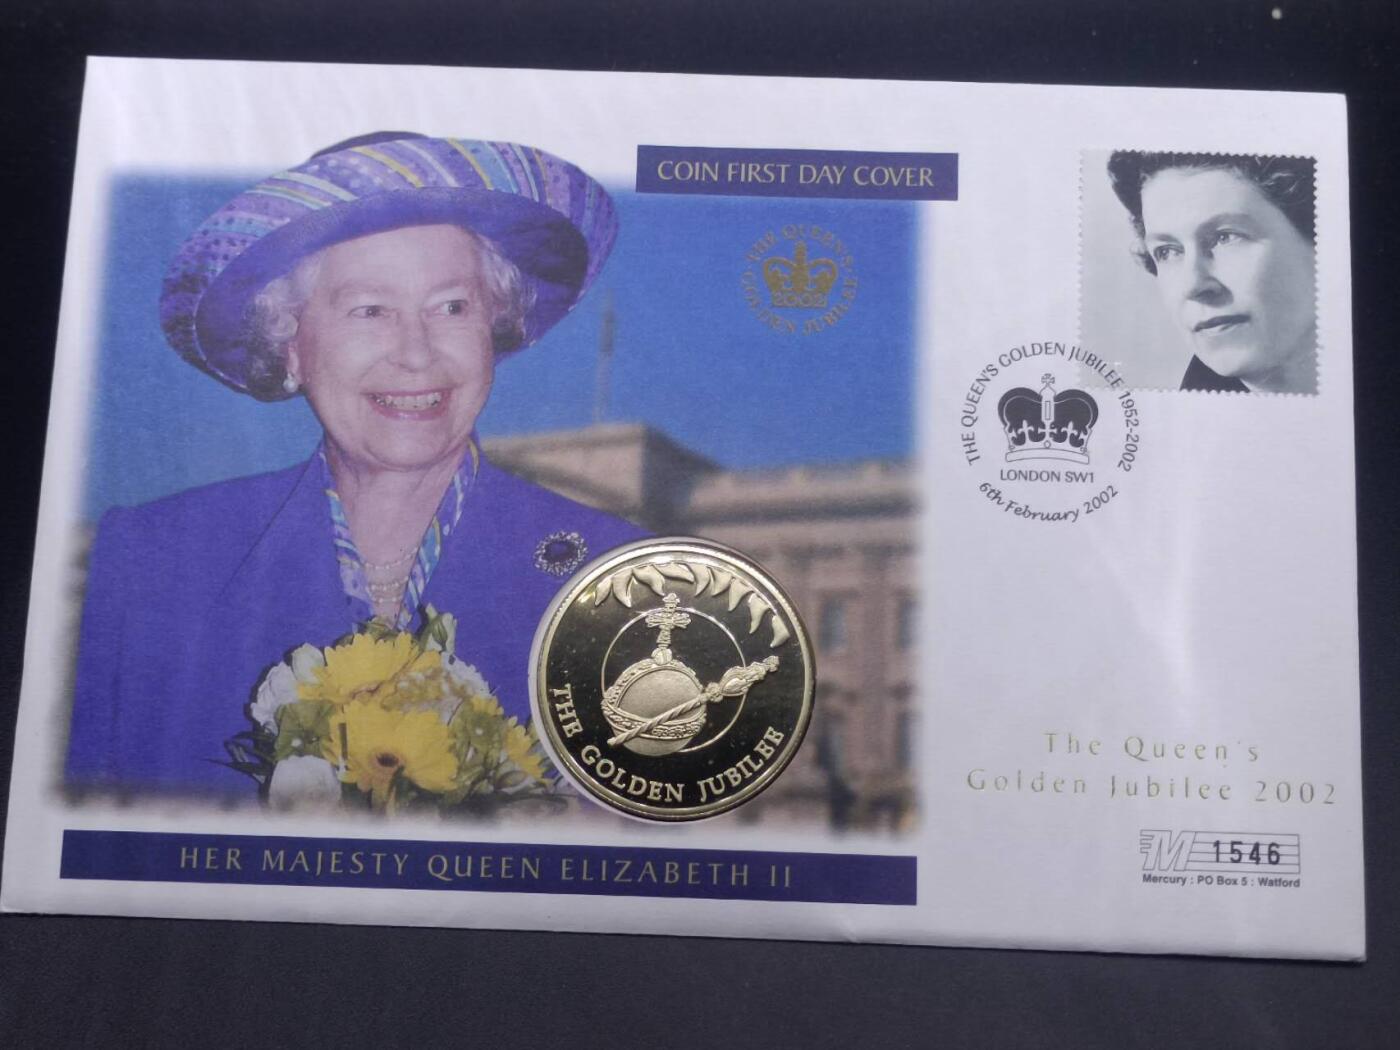 COIN FIRST DAY COVER
THE QUEEN'S
2002
GOLDEN JUBILEE
THE QUEEN'S GOLDEN JUBILEE 1952-2002
LONDON SW1
6th February 2002
THE GOLDEN JUBILEE
The Queen's
Golden Jubilee 2002
HER MAJESTY QUEEN ELIZABETH II
M 1546
Mercury : PO Box 5 : Watford